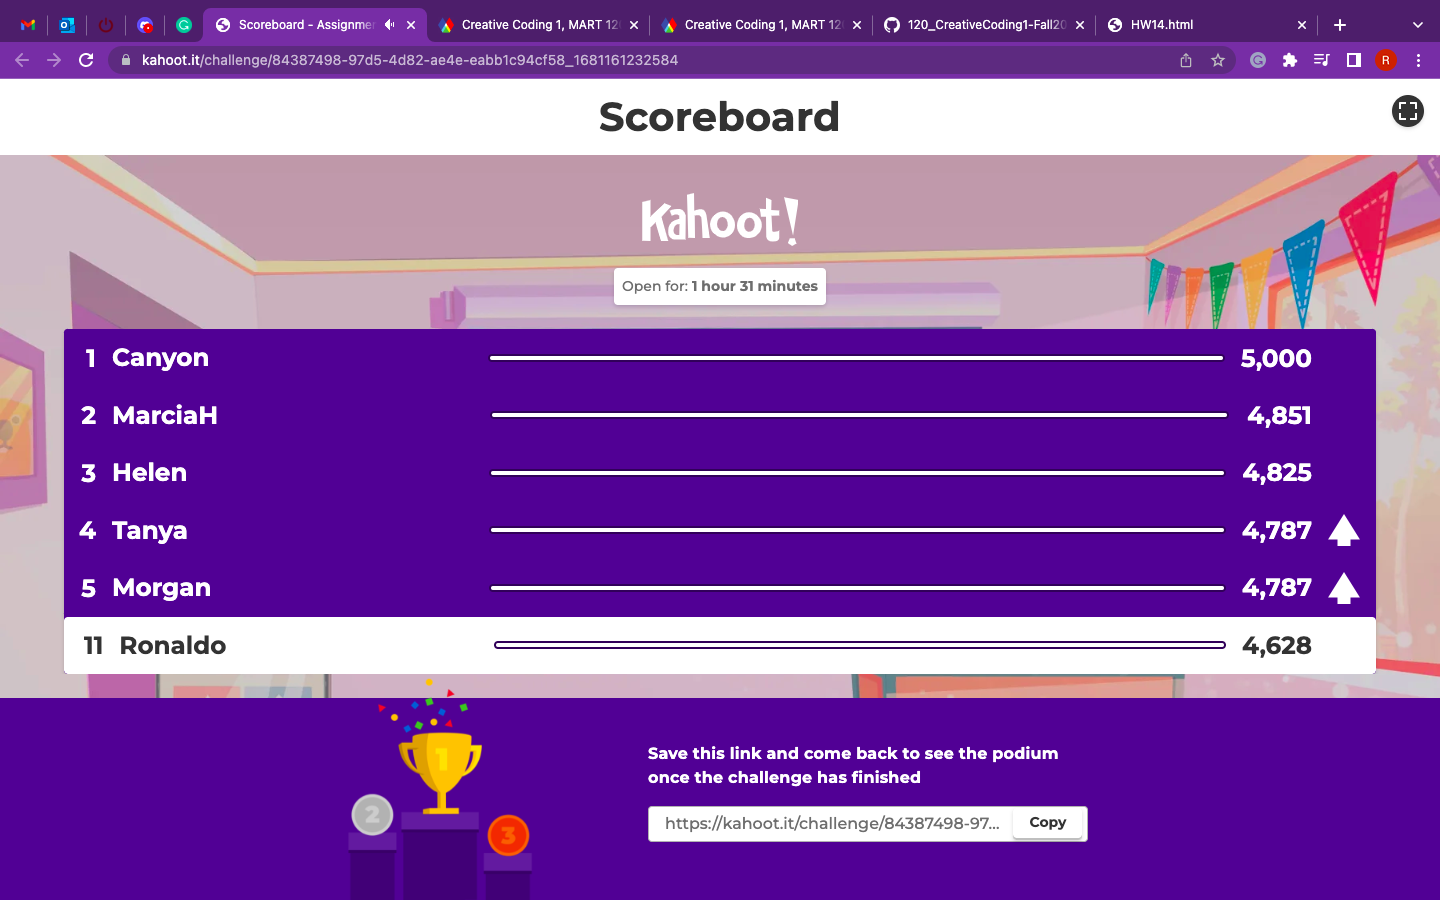 Scoreboard - Assignmen
Creative Coding 1, MART 12
Creative Coding 1, MART 12
120_CreativeCoding1-Fall20
HW14.html
kahoot.it/challenge/84387498-97d5-4d82-ae4e-eabb1c94cf58_1681161232584
R
Scoreboard
Kahoot!
Open for: 1 hour 31 minutes
1 Canyon 5,000
2 MarciaH 4,851
3 Helen 4,825
4 Tanya 4,787
5 Morgan 4,787
11 Ronaldo 4,628
1
2
3
Save this link and come back to see the podium
once the challenge has finished
https://kahoot.it/challenge/84387498-97... Copy